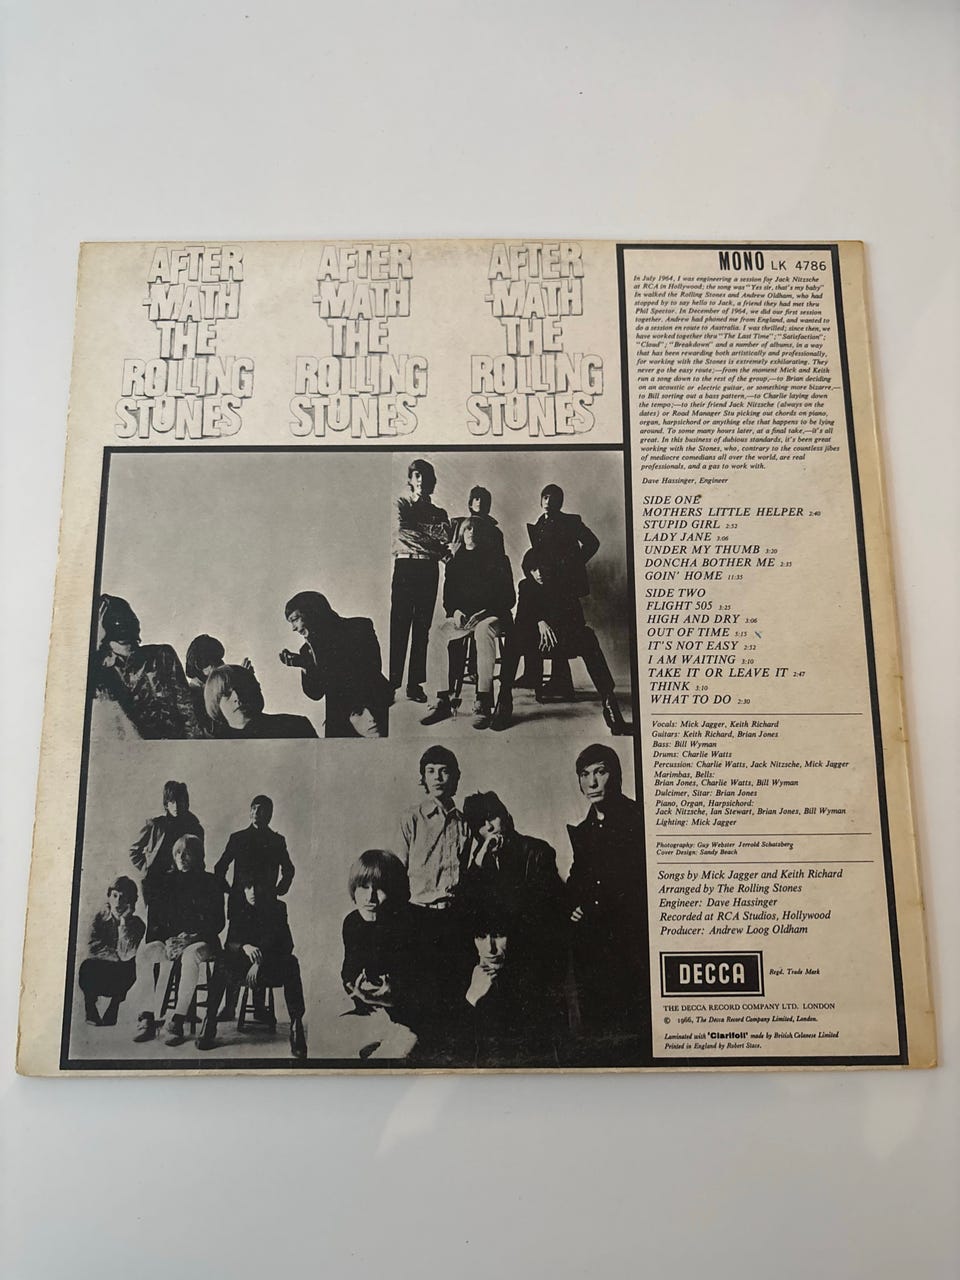 AFTER
-MATH
THE
ROLLING
STONES
AFTER
-MATH
THE
ROLLING
STONES
AFTER
-MATH
THE
ROLLING
STONES
MONO LK 4786
In July 1964, I was engineering a session for Jack Nitzsche
at RCA in Hollywood; the song was "Yes sir, that's my baby"
In walked the Rolling Stones and Andrew Oldham, who had
stopped by to say hello to Jack, a friend they had met thru
Phil Spector. In December of 1964, we did our first session
together. Andrew had phoned me from England, and wanted to
do a session en route to Australia. I was thrilled; since then, we
have worked together thru "The Last Time"; "Satisfaction";
"Cloud"; "Breakdown" and a number of albums, in a way
that has been rewarding both artistically and professionally,
for working with the Stones is extremely exhilarating. They
never go the easy route;—from the moment Mick and Keith
run a song down to the rest of the group,—to Brian deciding
on an acoustic or electric guitar, or something more bizarre,—
to Bill sorting out a bass pattern,—to Charlie laying down
the tempo;—to their friend Jack Nitzsche (always on the
dates) or Road Manager Stu picking out chords on piano,
organ, harpsichord or anything else that happens to be lying
around. To some many hours later, at a final take,—it's all
great. In this business of dubious standards, it's been great
working with the Stones, who, contrary to the countless jibes
of mediocre comedians all over the world, are real
professionals, and a gas to work with.
Dave Hassinger, Engineer
SIDE ONE
MOTHERS LITTLE HELPER 2:40
STUPID GIRL 2:52
LADY JANE 3:06
UNDER MY THUMB 3:20
DONCHA BOTHER ME 2:35
GOIN' HOME 11:35
SIDE TWO
FLIGHT 505 3:25
HIGH AND DRY 3:06
OUT OF TIME 5:15
IT'S NOT EASY 2:52
I AM WAITING 3:10
TAKE IT OR LEAVE IT 2:47
THINK 3:10
WHAT TO DO 2:30
Vocals: Mick Jagger, Keith Richard
Guitars: Keith Richard, Brian Jones
Bass: Bill Wyman
Drums: Charlie Watts
Percussion: Charlie Watts, Jack Nitzsche, Mick Jagger
Marimbas, Bells:
Brian Jones, Charlie Watts, Bill Wyman
Dulcimer, Sitar: Brian Jones
Piano, Organ, Harpsichord:
Jack Nitzsche, Ian Stewart, Brian Jones, Bill Wyman
Lighting: Mick Jagger
Photography: Guy Webster Jerrold Schatzberg
Cover Design: Sandy Beach
Songs by Mick Jagger and Keith Richard
Arranged by The Rolling Stones
Engineer: Dave Hassinger
Recorded at RCA Studios, Hollywood
Producer: Andrew Loog Oldham
DECCA Regd. Trade Mark
THE DECCA RECORD COMPANY LTD. LONDON
© 1966, The Decca Record Company Limited, London.
Laminated with 'Clarifoil' made by British Celanese Limited
Printed in England by Robert Stace.